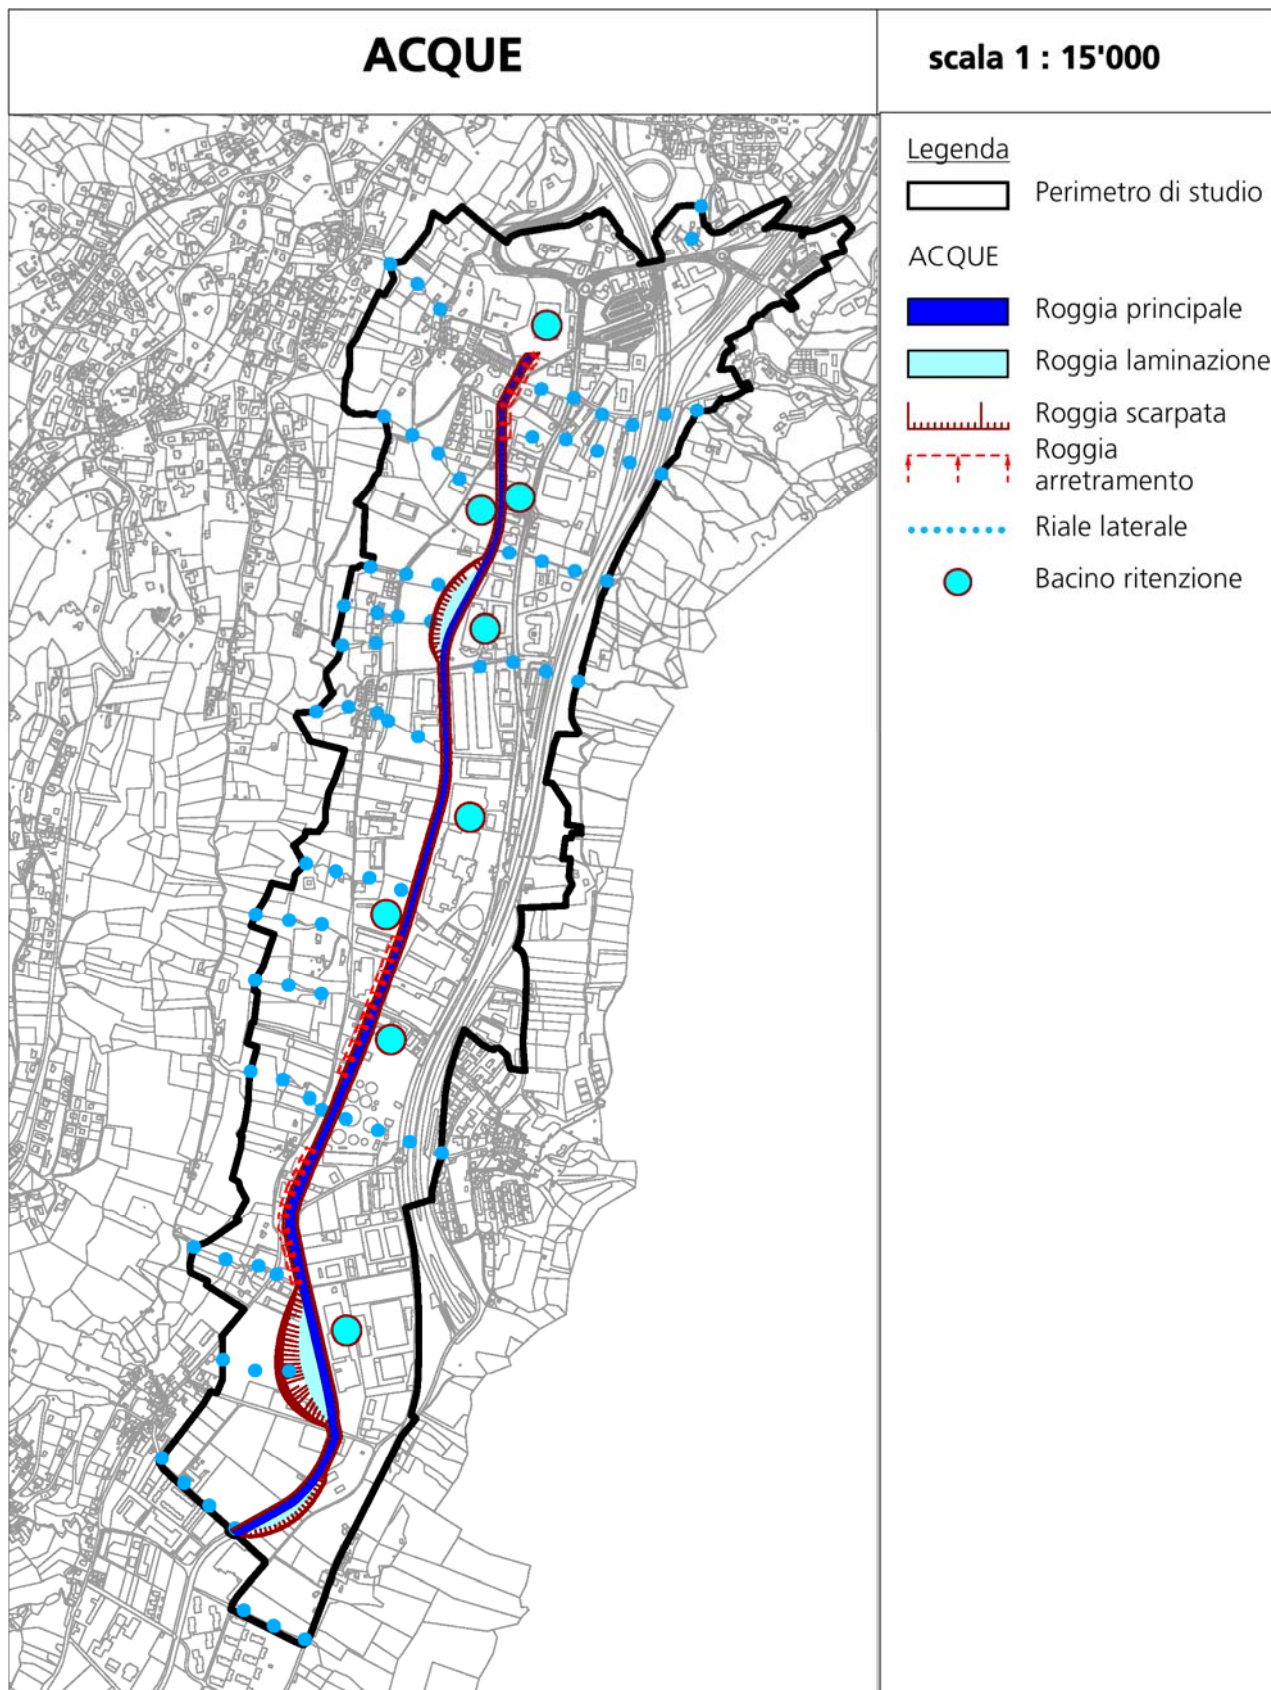 ACQUE
scala 1 : 15'000
Legenda
Perimetro di studio
ACQUE
Roggia principale
Roggia laminazione
Roggia scarpata
Roggia
arretramento
Riale laterale
Bacino ritenzione